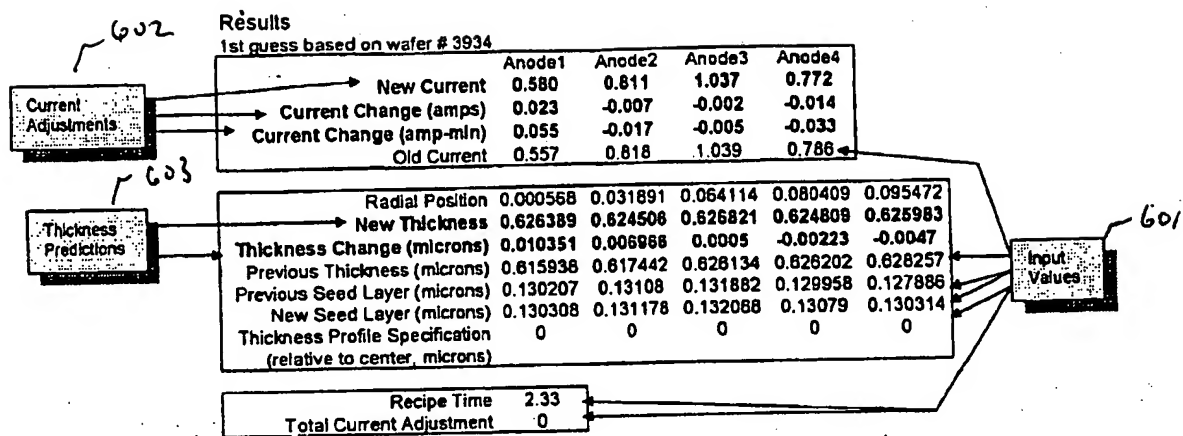 602
Results
1st guess based on wafer # 3934
Anode1 Anode2 Anode3 Anode4
New Current 0.580 0.811 1.037 0.772
Current Change (amps) 0.023 -0.007 -0.002 -0.014
Current Change (amp-min) 0.055 -0.017 -0.005 -0.033
Old Current 0.557 0.818 1.039 0.786
Current
Adjustments
603
Radial Position 0.000568 0.031891 0.064114 0.080409 0.095472
New Thickness 0.626389 0.624506 0.626821 0.624809 0.625983
Thickness Change (microns) 0.010351 0.006966 0.0005 -0.00223 -0.0047
Previous Thickness (microns) 0.615938 0.617442 0.626134 0.626202 0.628257
Previous Seed Layer (microns) 0.130207 0.13108 0.131882 0.129958 0.127886
New Seed Layer (microns) 0.130308 0.131178 0.132088 0.13079 0.130314
Thickness Profile Specification 0 0 0 0 0
(relative to center, microns)
Thickness
Predictions
601
Input
Values
Recipe Time 2.33
Total Current Adjustment 0